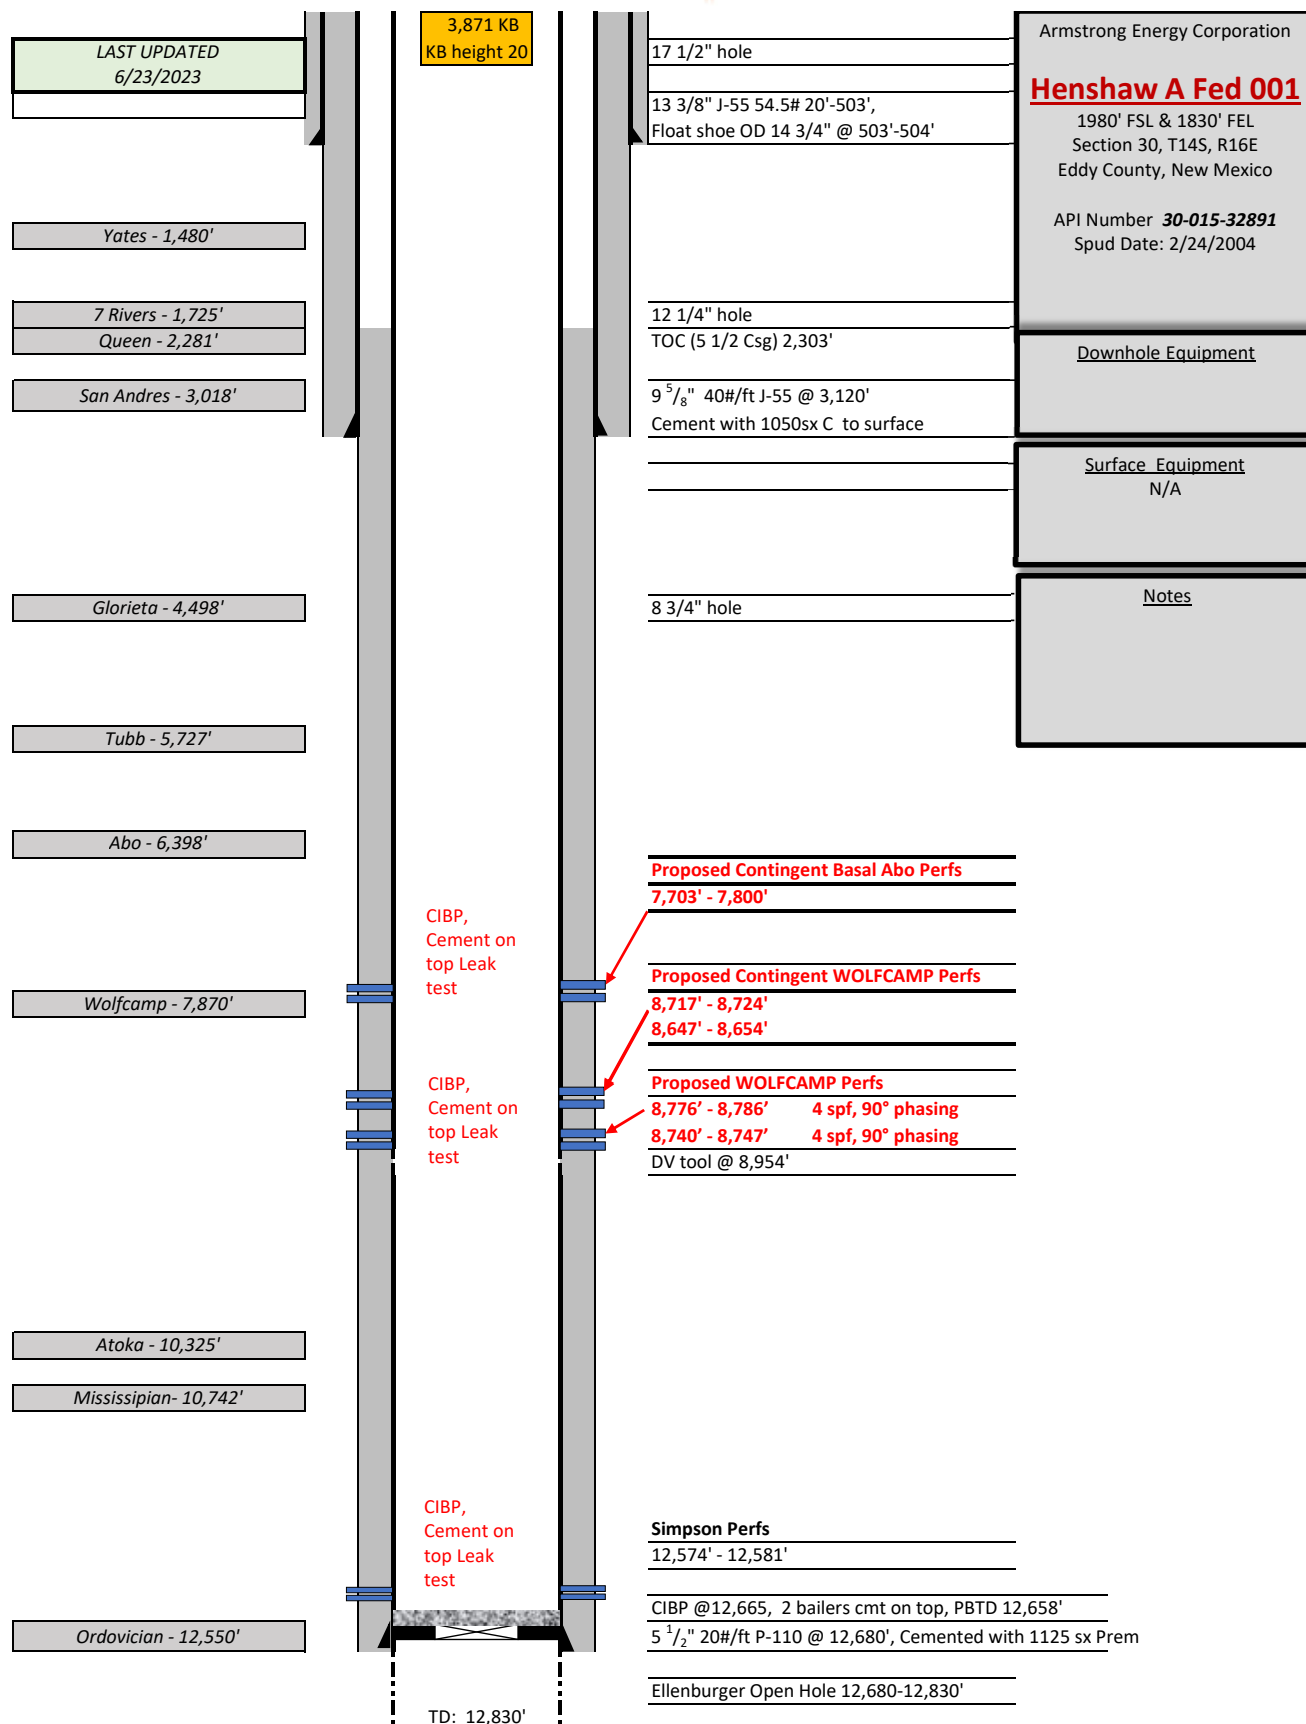 3,871 KB
KB height 20
LAST UPDATED
6/23/2023
17 1/2" hole
13 3/8" J-55 54.5# 20'-503',
Float shoe OD 14 3/4" @ 503'-504'
Armstrong Energy Corporation
Henshaw A Fed 001
1980' FSL & 1830' FEL
Section 30, T14S, R16E
Eddy County, New Mexico
API Number 30-015-32891
Spud Date: 2/24/2004
Yates - 1,480'
7 Rivers - 1,725'
Queen - 2,281'
12 1/4" hole
TOC (5 1/2 Csg) 2,303'
Downhole Equipment
San Andres - 3,018'
9 5/8" 40#/ft J-55 @ 3,120'
Cement with 1050sx C to surface
Surface Equipment
N/A
Glorieta - 4,498'
8 3/4" hole
Notes
Tubb - 5,727'
Abo - 6,398'
Proposed Contingent Basal Abo Perfs
7,703' - 7,800'
CIBP,
Cement on
top Leak
test
Wolfcamp - 7,870'
Proposed Contingent WOLFCAMP Perfs
8,717' - 8,724'
8,647' - 8,654'
CIBP,
Cement on
top Leak
test
Proposed WOLFCAMP Perfs
8,776’ - 8,786’ 4 spf, 90° phasing
8,740’ - 8,747’ 4 spf, 90° phasing
DV tool @ 8,954'
Atoka - 10,325'
Mississipian- 10,742'
CIBP,
Cement on
top Leak
test
Simpson Perfs
12,574' - 12,581'
CIBP @12,665, 2 bailers cmt on top, PBTD 12,658'
Ordovician - 12,550'
5 1/2" 20#/ft P-110 @ 12,680', Cemented with 1125 sx Prem
Ellenburger Open Hole 12,680-12,830'
TD: 12,830'